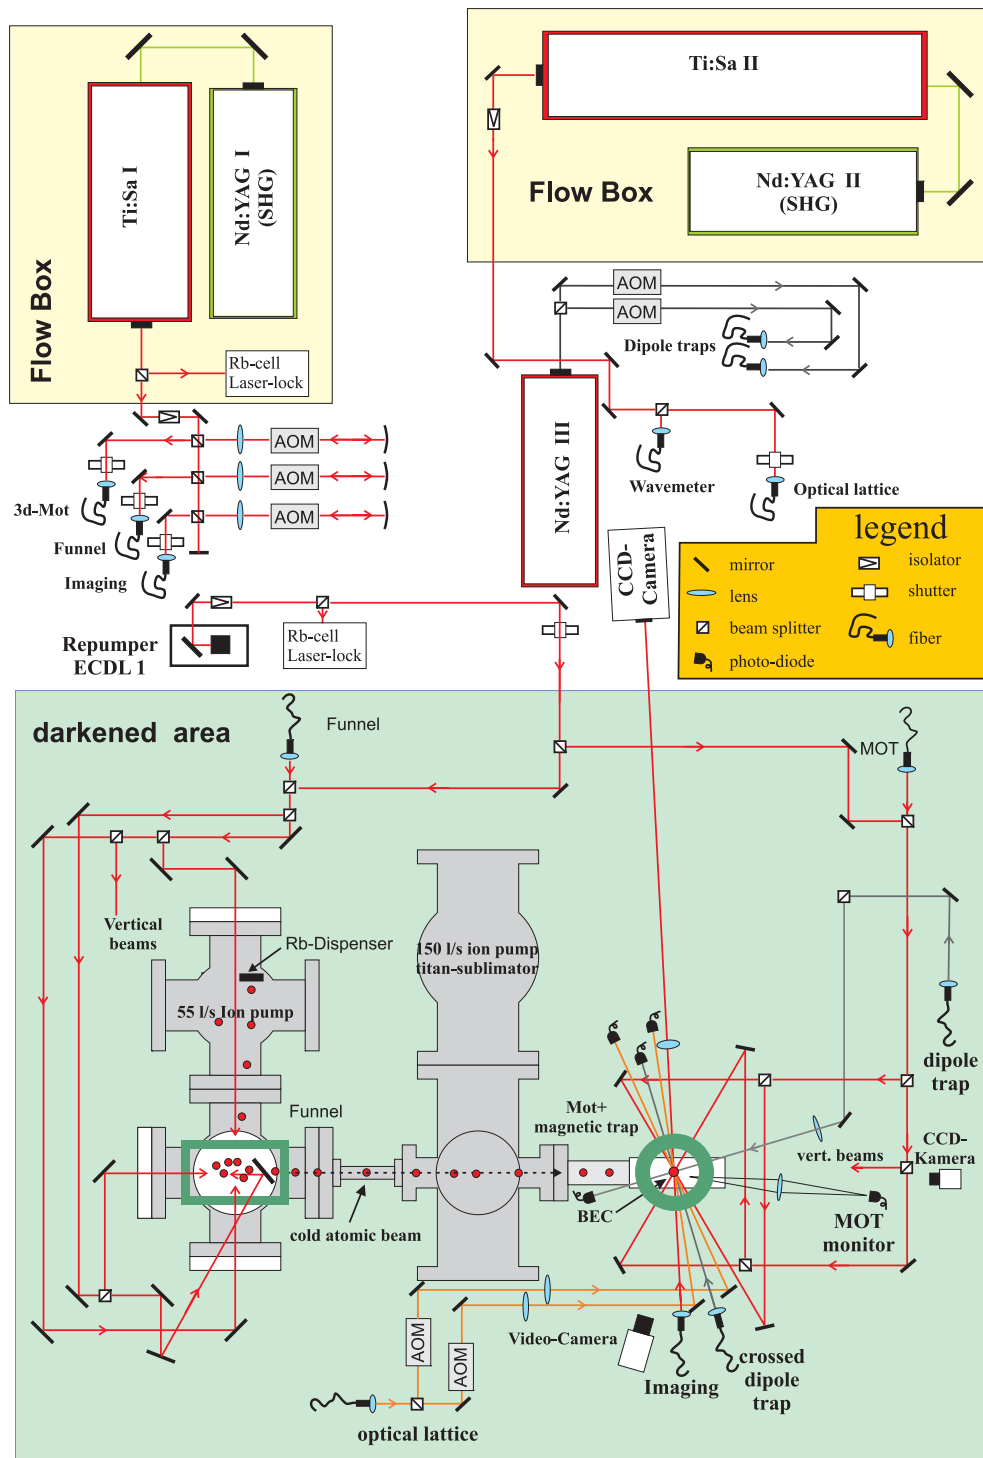 Ti:Sa I
Nd:YAG I
(SHG)
Flow Box
Rb-cell
Laser-lock
Ti:Sa II
Nd:YAG II
(SHG)
Flow Box
AOM
AOM
Dipole traps
Nd:YAG III
Wavemeter
Optical lattice
AOM
AOM
AOM
3d-Mot
Funnel
Imaging
CCD-
Camera
legend
mirror
lens
beam splitter
photo-diode
isolator
shutter
fiber
Repumper
ECDL 1
Rb-cell
Laser-lock
darkened area
Funnel
MOT
Vertical
beams
Rb-Dispenser
55 l/s Ion pump
150 l/s ion pump
titan-sublimator
dipole
trap
Funnel
Mot+
magnetic trap
vert. beams
CCD-
Kamera
cold atomic beam
BEC
MOT
monitor
Video-Camera
AOM
AOM
Imaging
crossed
dipole
trap
optical lattice